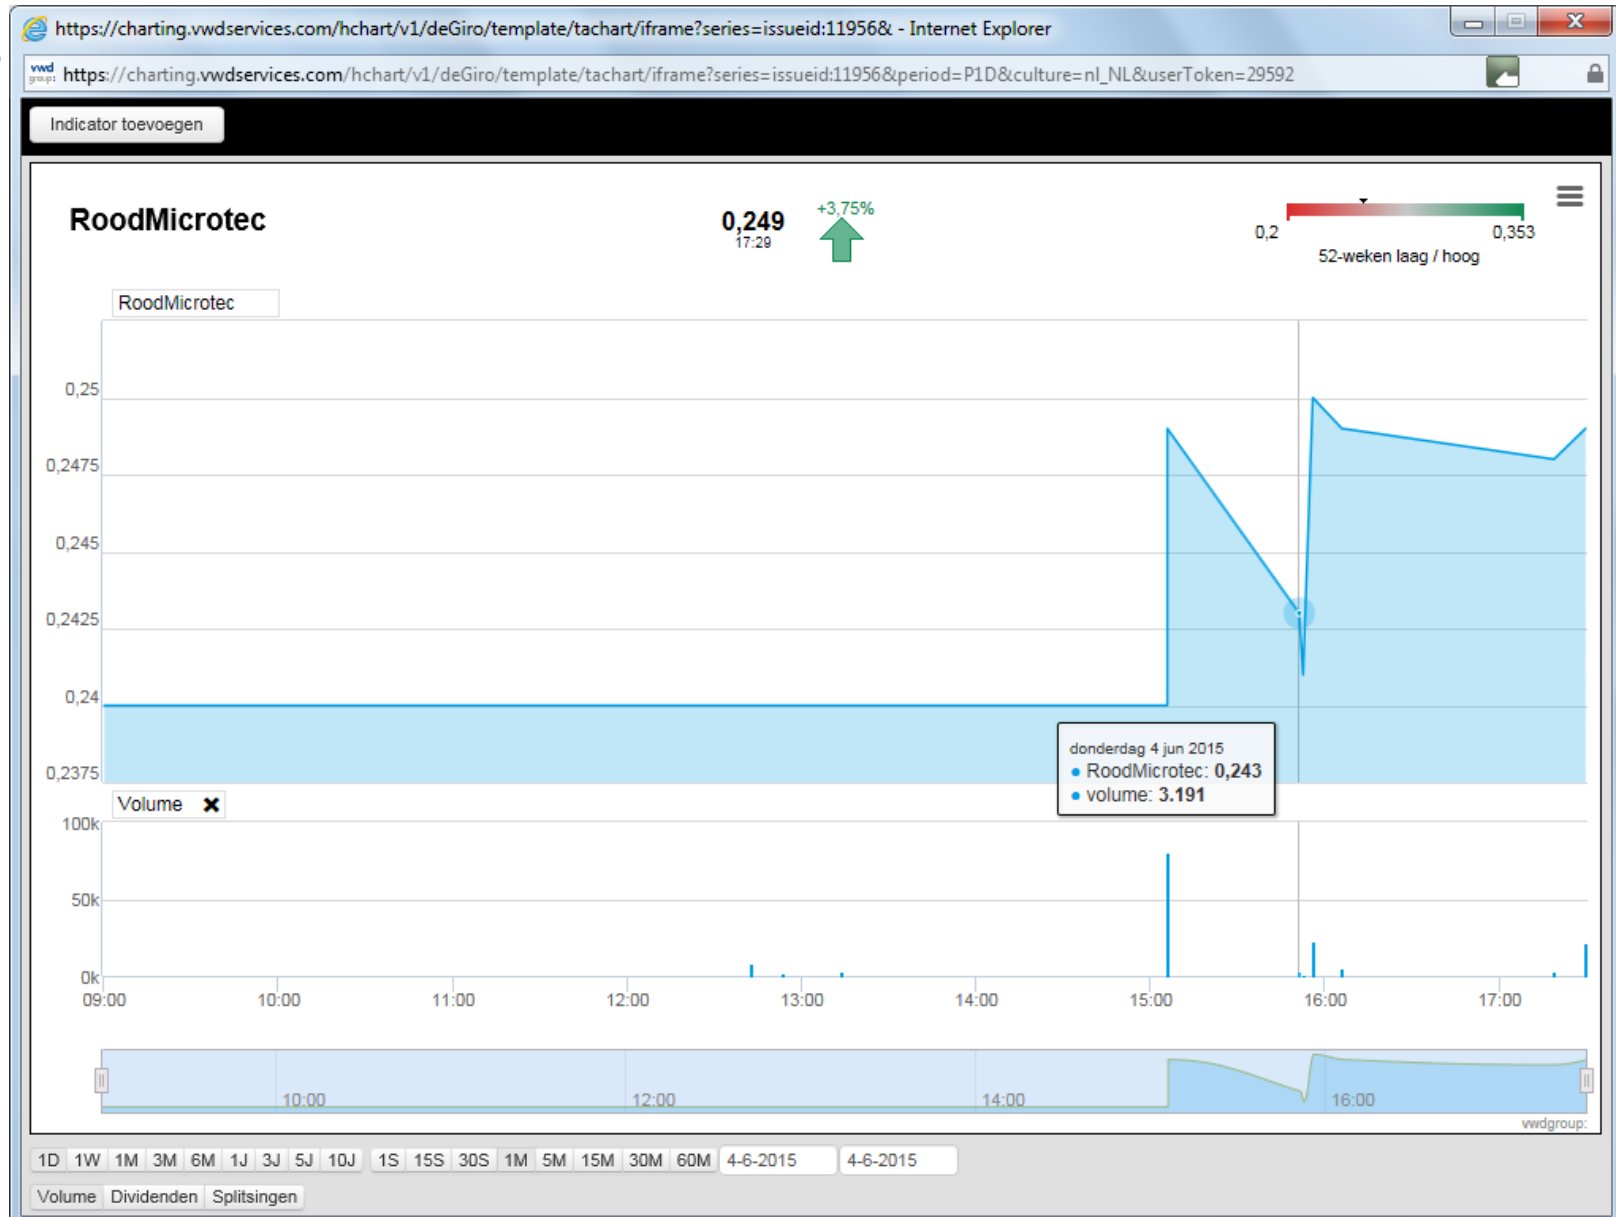 https://charting.vwdservices.com/hchart/v1/deGiro/template/tachart/iframe?series=issueid:11956& - Internet Explorer
vwd group: https://charting.vwdservices.com/hchart/v1/deGiro/template/tachart/iframe?series=issueid:11956&period=P1D&culture=nl_NL&userToken=29592
Indicator toevoegen
RoodMicrotec
0,249
17:29
+3,75%
0,2
0,353
52-weken laag / hoog
RoodMicrotec
0,25
0,2475
0,245
0,2425
0,24
0,2375
donderdag 4 jun 2015
RoodMicrotec: 0,243
volume: 3.191
Volume
100k
50k
0k
09:00 10:00 11:00 12:00 13:00 14:00 15:00 16:00 17:00
10:00 12:00 14:00 16:00
vwdgroup:
1D 1W 1M 3M 6M 1J 3J 5J 10J 1S 15S 30S 1M 5M 15M 30M 60M 4-6-2015 4-6-2015
Volume Dividenden Splitsingen